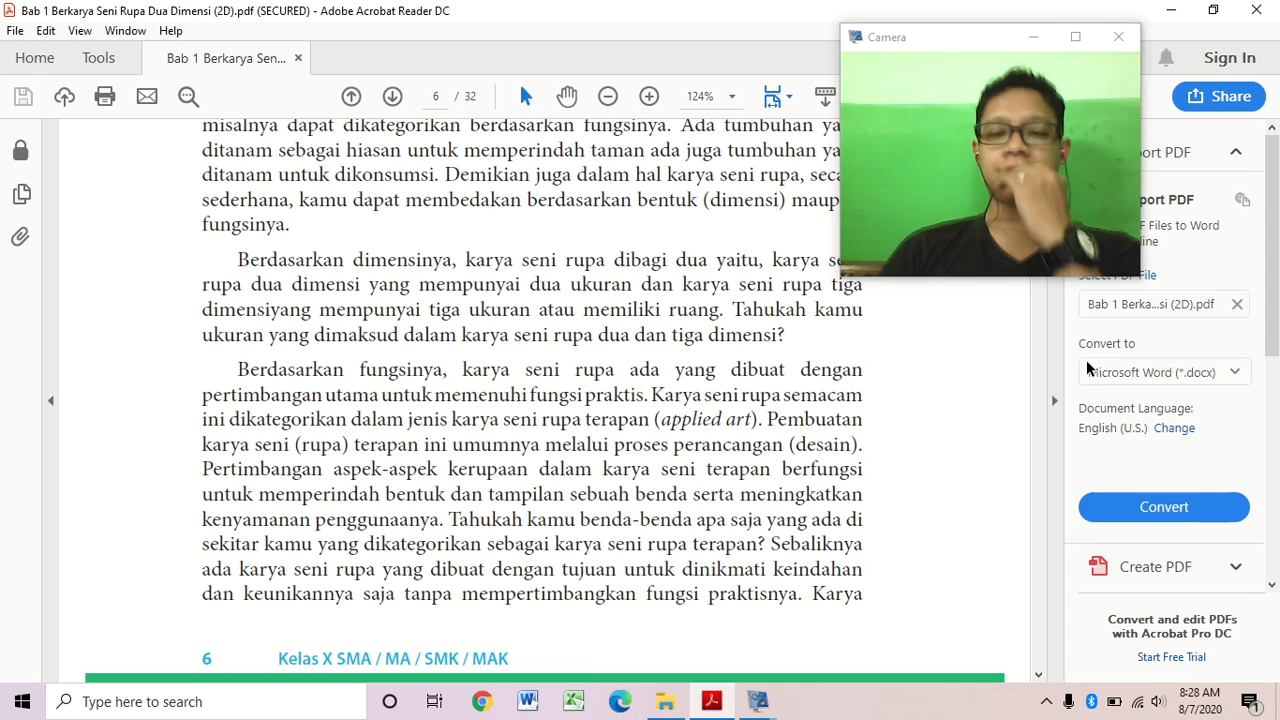 Bab 1 Berkarya Seni Rupa Dua Dimensi (2D).pdf (SECURED) - Adobe Acrobat Reader DC
File Edit View Window Help
Home Tools Bab 1 Berkarya Sen... Sign In
6 / 32 124% Share
Camera
misalnya dapat dikategorikan berdasarkan fungsinya. Ada tumbuhan
ditanam sebagai hiasan untuk memperindah taman ada juga tumbuhan
ditanam untuk dikonsumsi. Demikian juga dalam hal karya seni rupa,
sederhana, kamu dapat membedakan berdasarkan bentuk (dimensi)
fungsinya.
Berdasarkan dimensinya, karya seni rupa dibagi dua yaitu, karya
rupa dua dimensi yang mempunyai dua ukuran dan karya seni rupa tiga
dimensiyang mempunyai tiga ukuran atau memiliki ruang. Tahukah kamu
ukuran yang dimaksud dalam karya seni rupa dua dan tiga dimensi?
Berdasarkan fungsinya, karya seni rupa ada yang dibuat dengan
pertimbangan utama untuk memenuhi fungsi praktis. Karya seni rupa semacam
ini dikategorikan dalam jenis karya seni rupa terapan (applied art). Pembuatan
karya seni (rupa) terapan ini umumnya melalui proses perancangan (desain).
Pertimbangan aspek-aspek kerupaan dalam karya seni terapan berfungsi
untuk memperindah bentuk dan tampilan sebuah benda serta meningkatkan
kenyamanan penggunaanya. Tahukah kamu benda-benda apa saja yang ada di
sekitar kamu yang dikategorikan sebagai karya seni rupa terapan? Sebaliknya
ada karya seni rupa yang dibuat dengan tujuan untuk dinikmati keindahan
dan keunikannya saja tanpa mempertimbangkan fungsi praktisnya. Karya
6 Kelas X SMA / MA / SMK / MAK
PDF
PDF
Files to Word
Select PDF File
Bab 1 Berka...si (2D).pdf
Convert to
Microsoft Word (*.docx)
Document Language:
English (U.S.) Change
Convert
Create PDF
Convert and edit PDFs
with Acrobat Pro DC
Start Free Trial
Type here to search
8:28 AM
8/7/2020
1